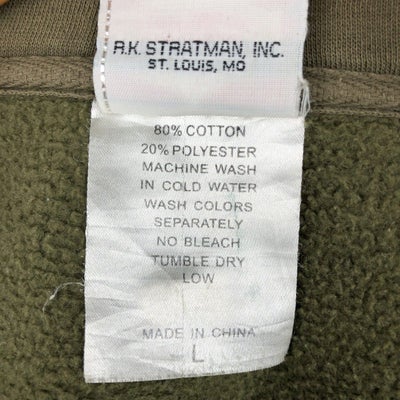 R.K. STRATMAN, INC.
ST. LOUIS, MO
80% COTTON
20% POLYESTER
MACHINE WASH
IN COLD WATER
WASH COLORS
SEPARATELY
NO BLEACH
TUMBLE DRY
LOW
MADE IN CHINA
L